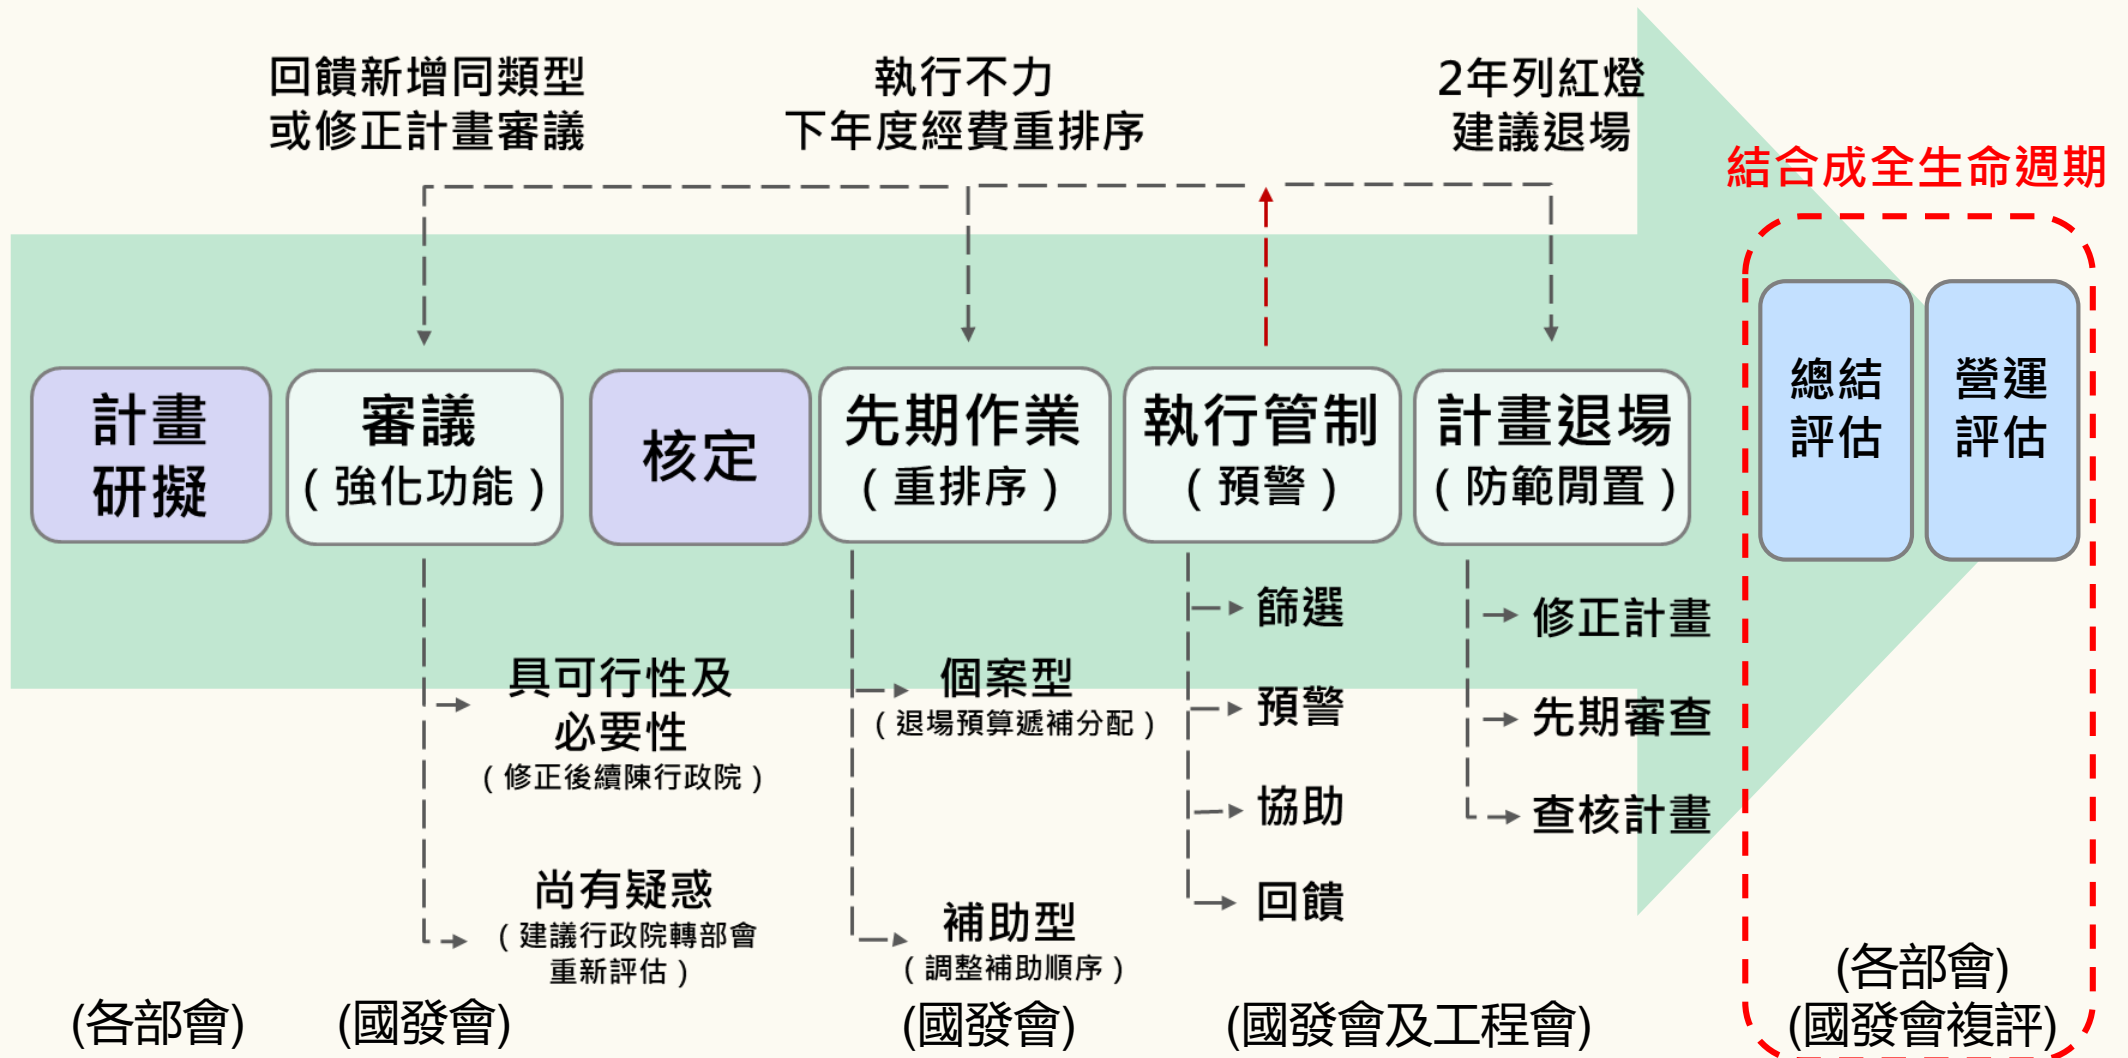 回饋新增同類型
或修正計畫審議
執行不力
下年度經費重排序
2年列紅燈
建議退場
結合成全生命週期
計畫
研擬
審議
（強化功能）
核定
先期作業
（重排序）
執行管制
（預警）
計畫退場
（防範閒置）
總結
評估
營運
評估
具可行性及
必要性
（修正後續陳行政院）
尚有疑惑
（建議行政院轉部會
重新評估）
個案型
（退場預算遞補分配）
補助型
（調整補助順序）
篩選
預警
協助
回饋
修正計畫
先期審查
查核計畫
(各部會)
(國發會)
(國發會)
(國發會及工程會)
(各部會)
(國發會複評)